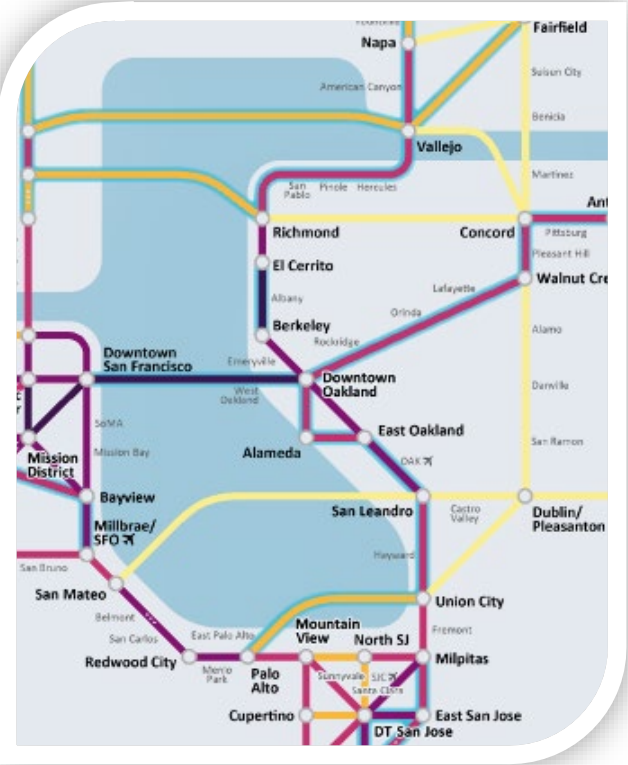 Napa
Fairfield
American Canyon
Suisun City
Benicia
Vallejo
Martinez
San
Pablo
Pinole
Hercules
Ant
Richmond
Concord
Pittsburg
Pleasant Hill
El Cerrito
Walnut Cre
Albany
Lafayette
Orinda
Berkeley
Alamo
Rockridge
Emeryville
Downtown
San Francisco
West
Oakland
Downtown
Oakland
Danville
SoMA
Mission Bay
East Oakland
San Ramon
Alameda
Mission
District
OAK
Bayview
San Leandro
Castro
Valley
Dublin/
Pleasanton
Millbrae/
SFO
Hayward
San Bruno
San Mateo
Union City
Belmont
San Carlos
East Palo Alto
Mountain
View
North SJ
Fremont
Redwood City
Menlo
Park
Palo
Alto
Sunnyvale
SJC
Santa Clara
Milpitas
Cupertino
East San Jose
DT San Jose